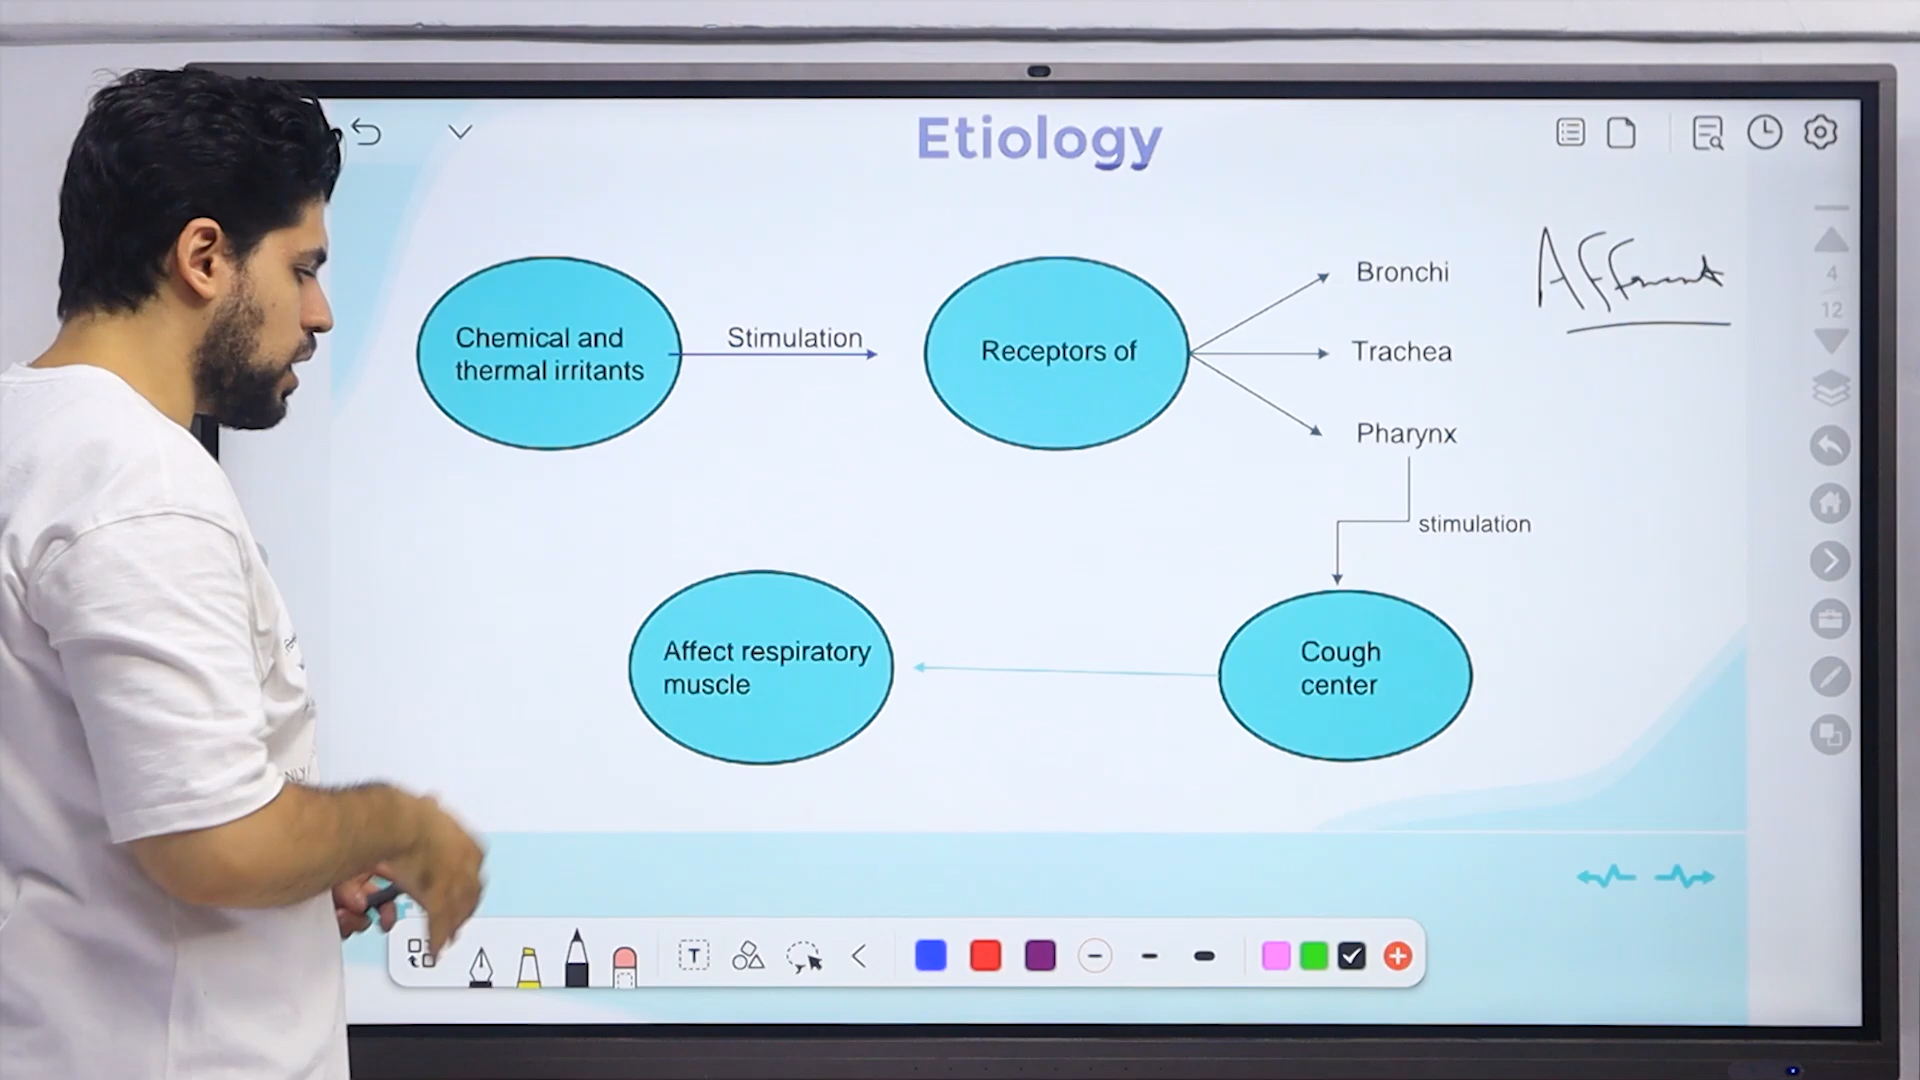 Etiology
4
12
Chemical and
thermal irritants
Stimulation
Receptors of
Bronchi
Trachea
Pharynx
Afferent
stimulation
Cough
center
Affect respiratory
muscle
T